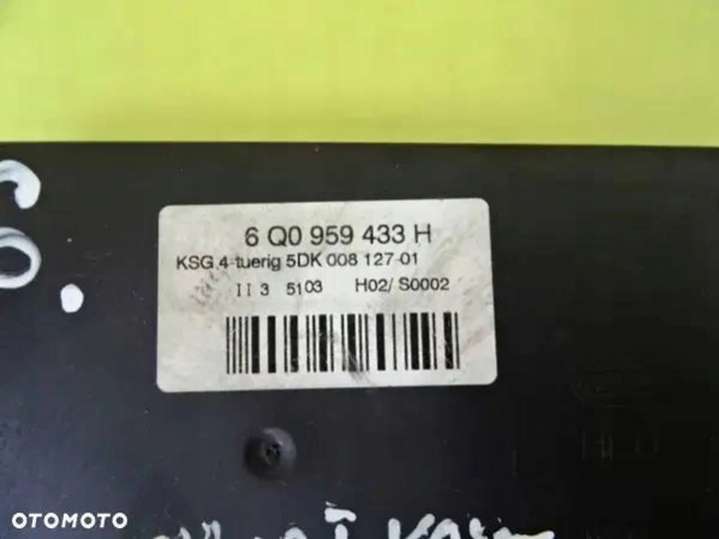 6 Q0 959 433 H
KSG 4-tuerig 5DK 008 127-01
II 3 5103 H02/ S0002
OTOMOTO